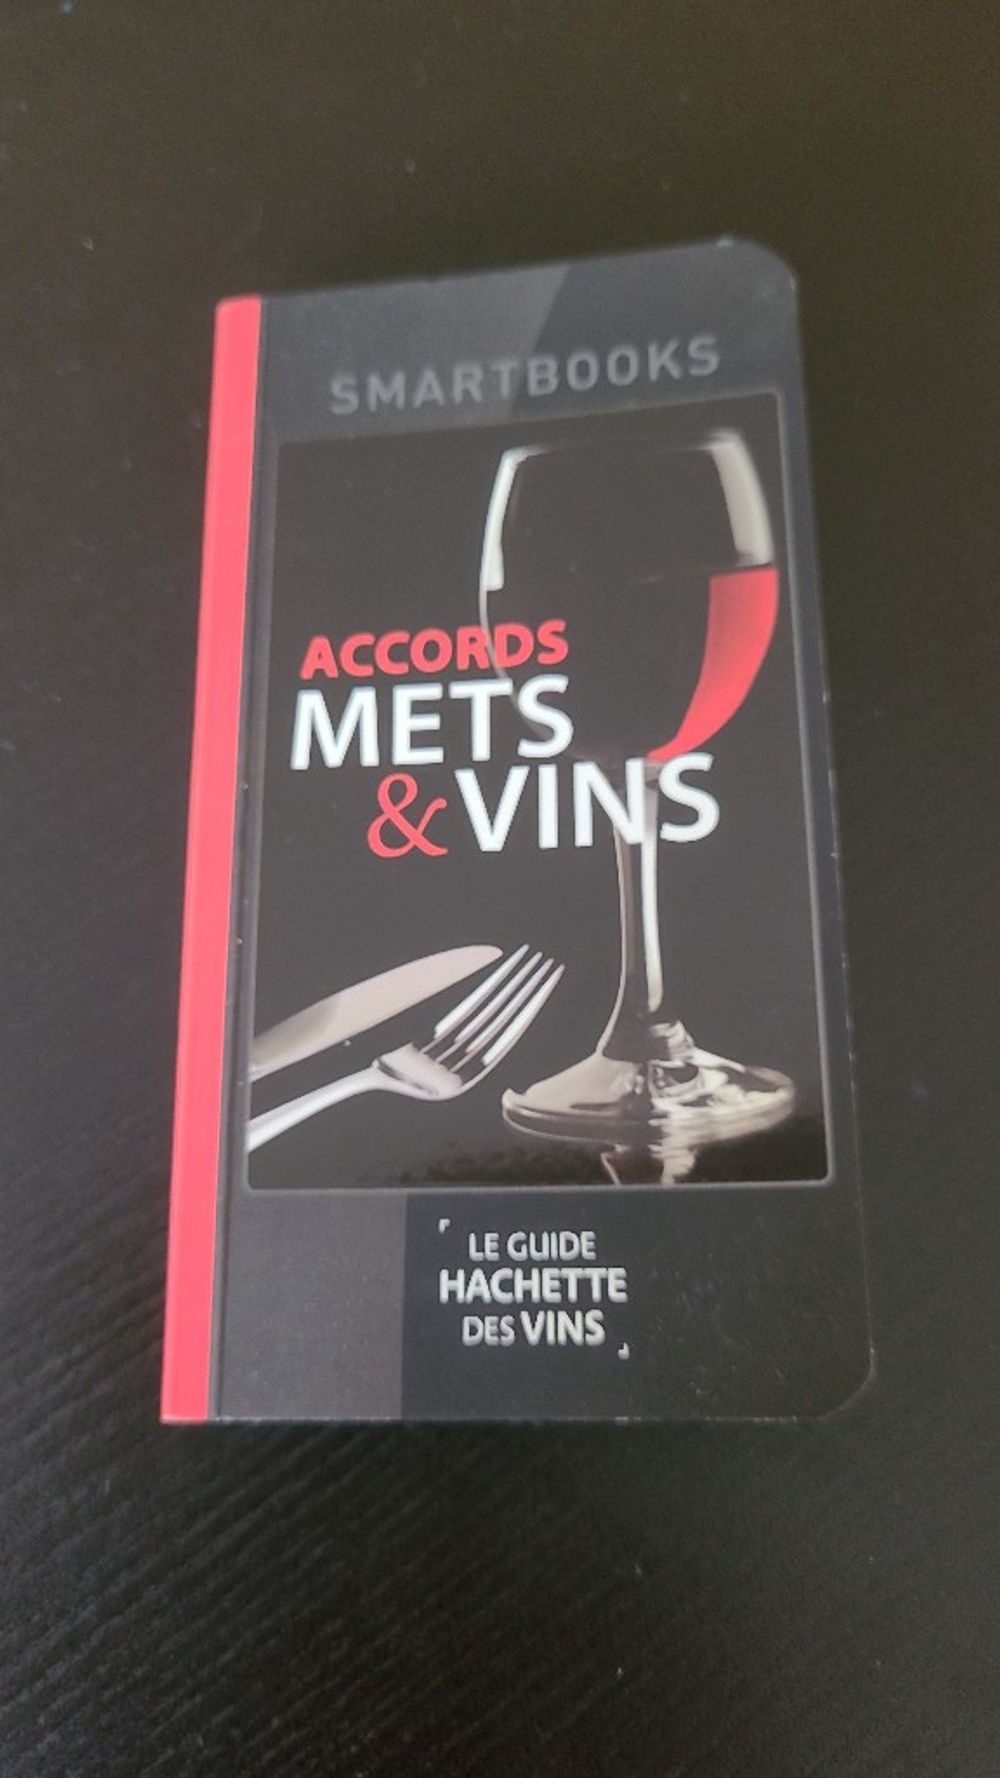 SMARTBOOKS
ACCORDS
METS
& VINS
LE GUIDE
HACHETTE
DES VINS